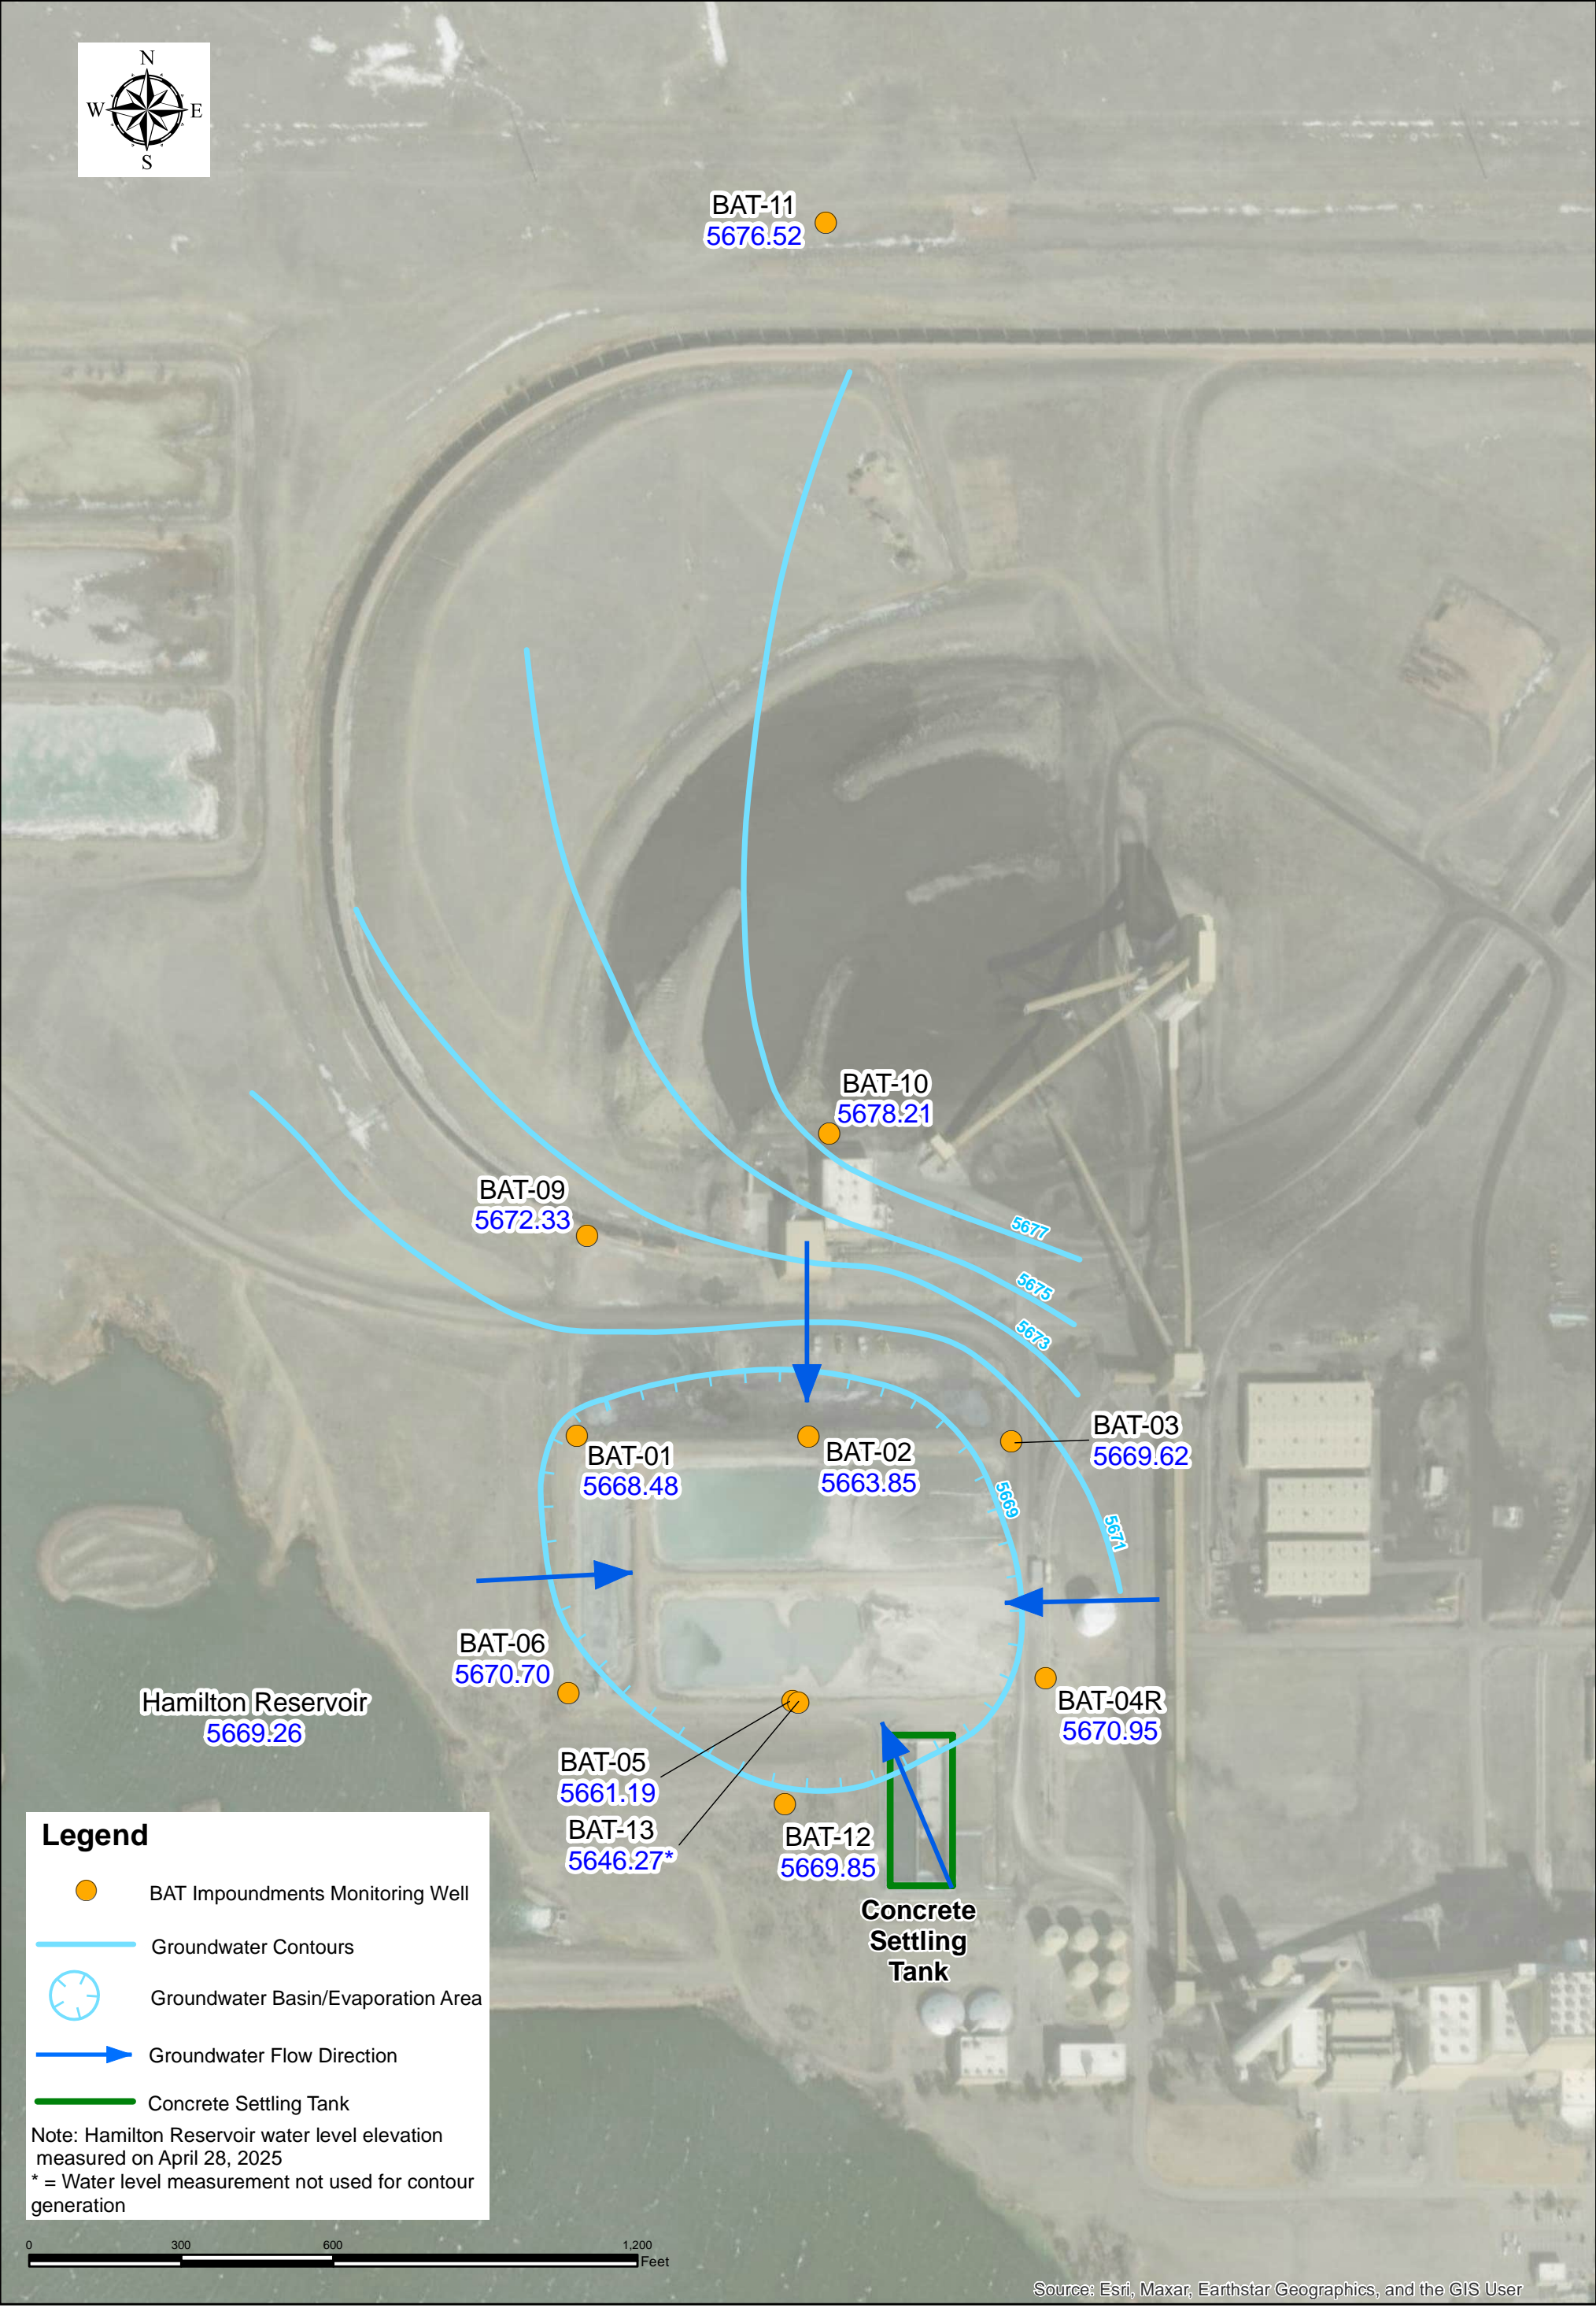 N
W E
S
BAT-11
5676.52
BAT-10
5678.21
BAT-09
5672.33
5677
5675
5673
BAT-03
5669.62
BAT-01
5668.48
BAT-02
5663.85
5669
5671
BAT-06
5670.70
Hamilton Reservoir
5669.26
BAT-04R
5670.95
BAT-05
5661.19
BAT-13
5646.27*
BAT-12
5669.85
Concrete
Settling
Tank
Legend
BAT Impoundments Monitoring Well
Groundwater Contours
Groundwater Basin/Evaporation Area
Groundwater Flow Direction
Concrete Settling Tank
Note: Hamilton Reservoir water level elevation
measured on April 28, 2025
* = Water level measurement not used for contour
generation
0 300 600 1,200
Feet
Source: Esri, Maxar, Earthstar Geographics, and the GIS User